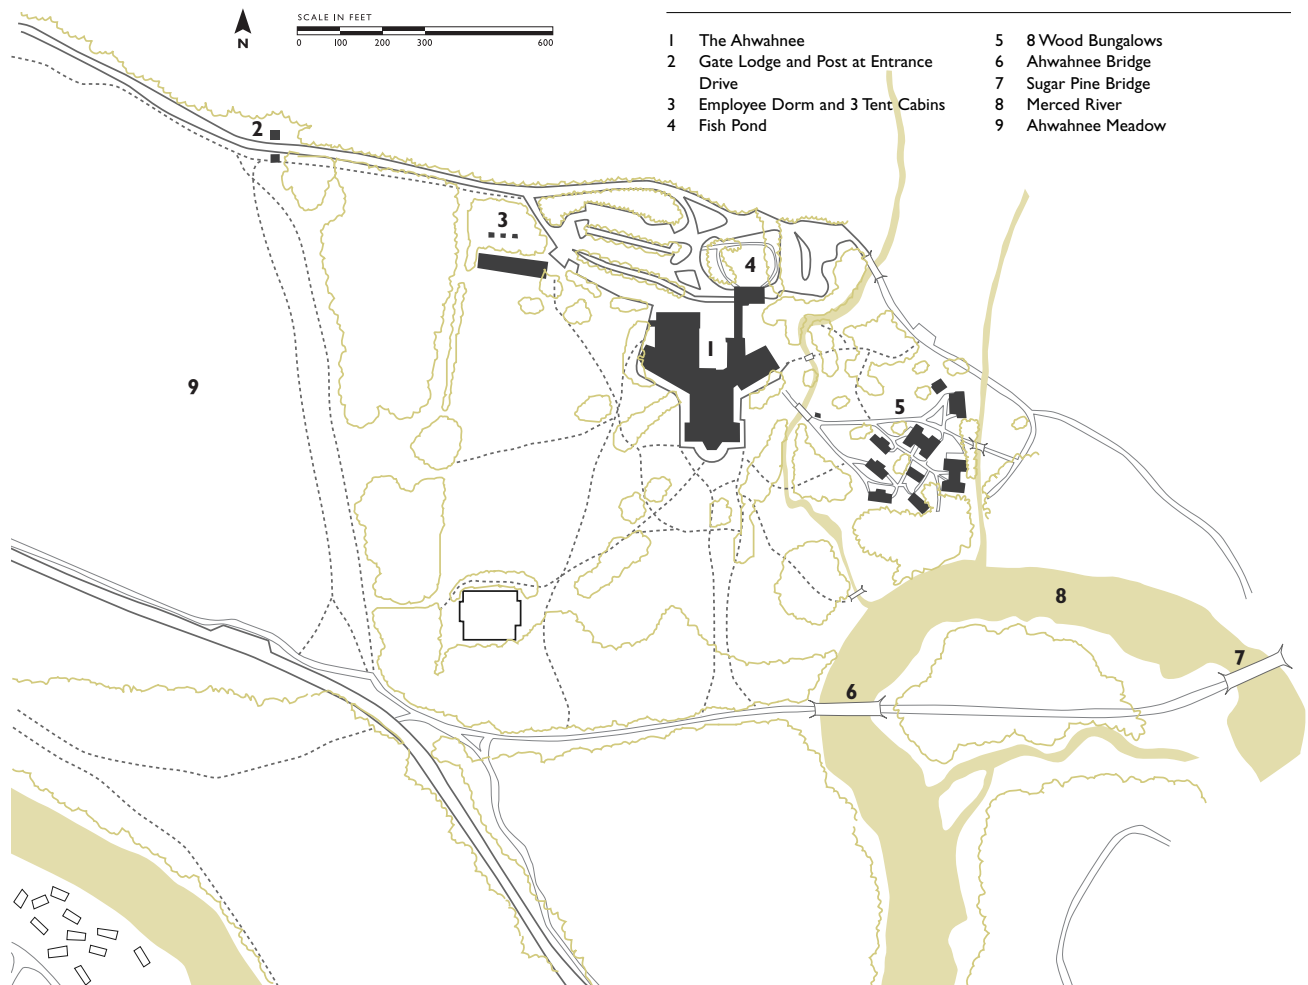 SCALE IN FEET
N
0 100 200 300 600
1 The Ahwahnee
2 Gate Lodge and Post at Entrance
Drive
3 Employee Dorm and 3 Tent Cabins
4 Fish Pond
5 8 Wood Bungalows
6 Ahwahnee Bridge
7 Sugar Pine Bridge
8 Merced River
9 Ahwahnee Meadow
2
3
4
1
9
5
8
7
6